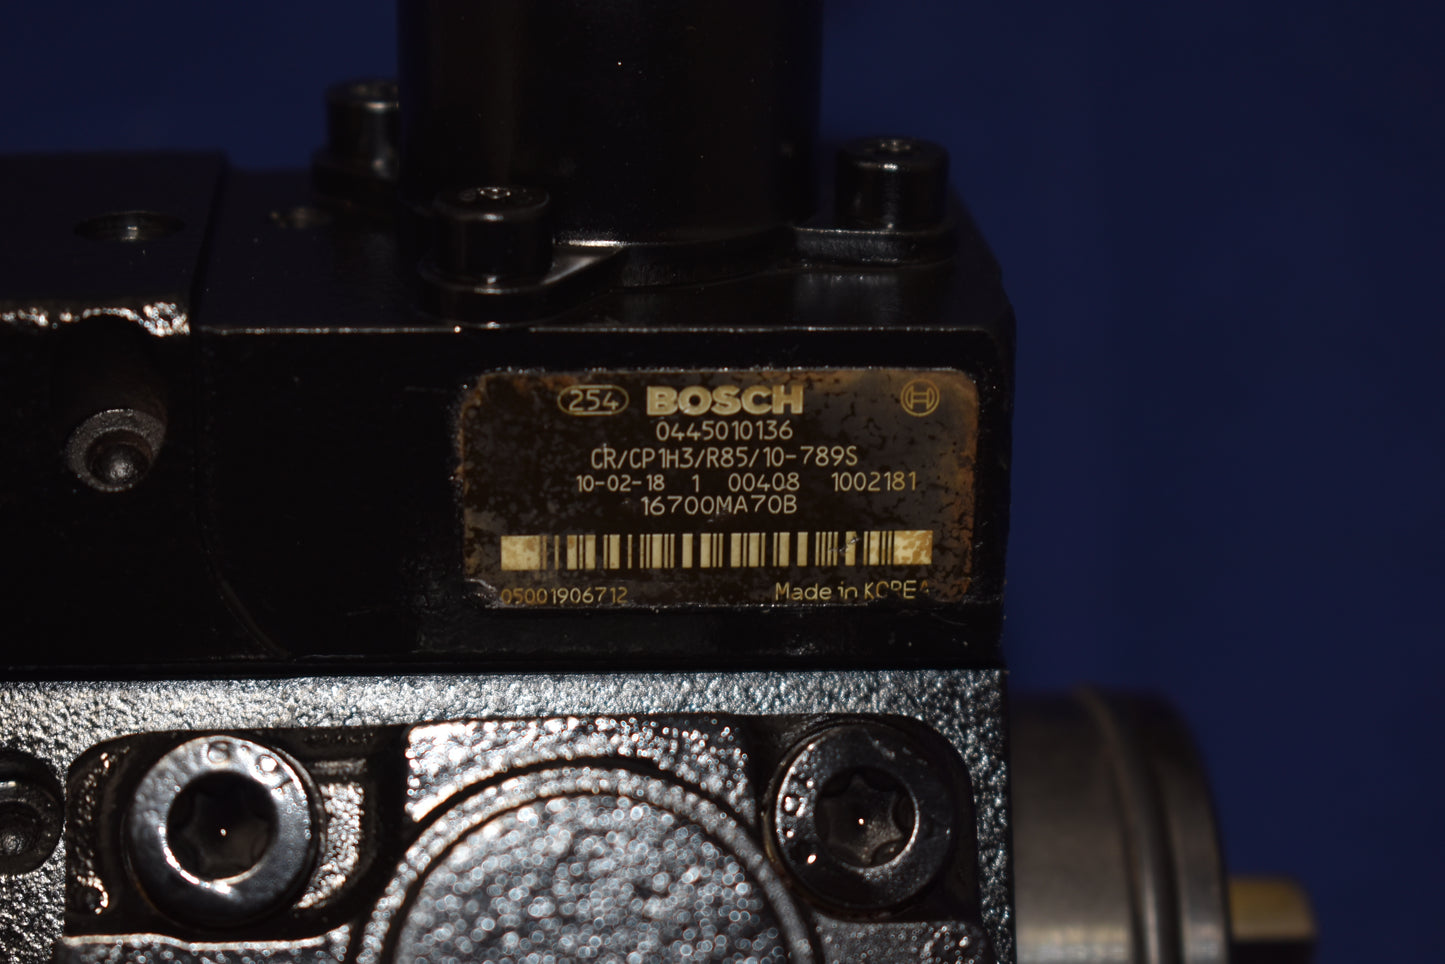 254 BOSCH
0445010136
CR/CP1H3/R85/10-789S
10-02-18 1 00408 1002181
16700MA70B
05001906712 Made in KOREA